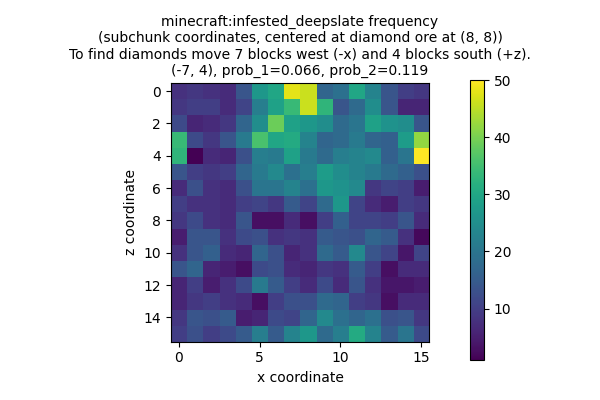 minecraft:infested_deepslate frequency
(subchunk coordinates, centered at diamond ore at (8, 8))
To find diamonds move 7 blocks west (-x) and 4 blocks south (+z).
(-7, 4), prob_1=0.066, prob_2=0.119
0
2
4
6
8
10
12
14
z coordinate
0
5
10
15
x coordinate
50
40
30
20
10